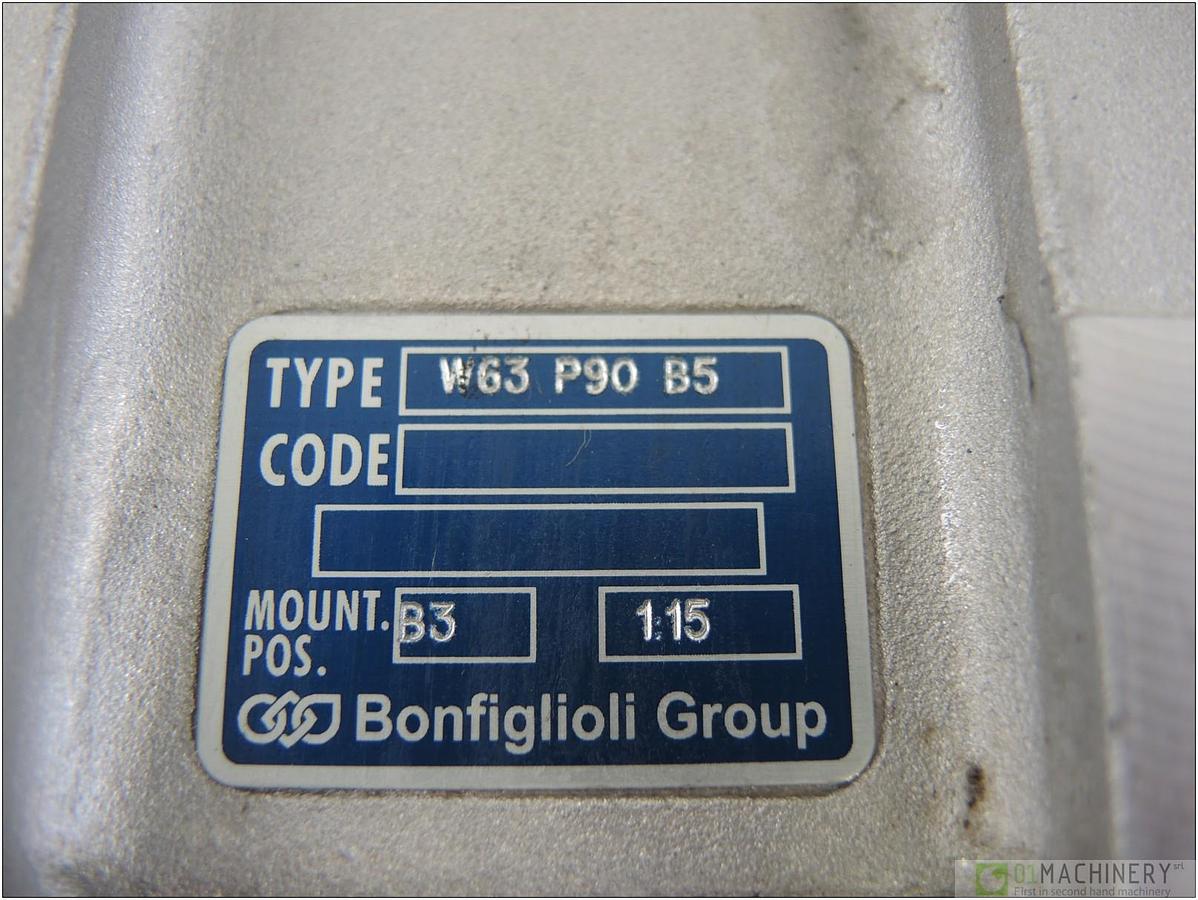 TYPE W63 P90 B5
CODE
MOUNT. POS. B3 1:15
Bonfiglioli Group
01MACHINERY srl
First in second hand machinery